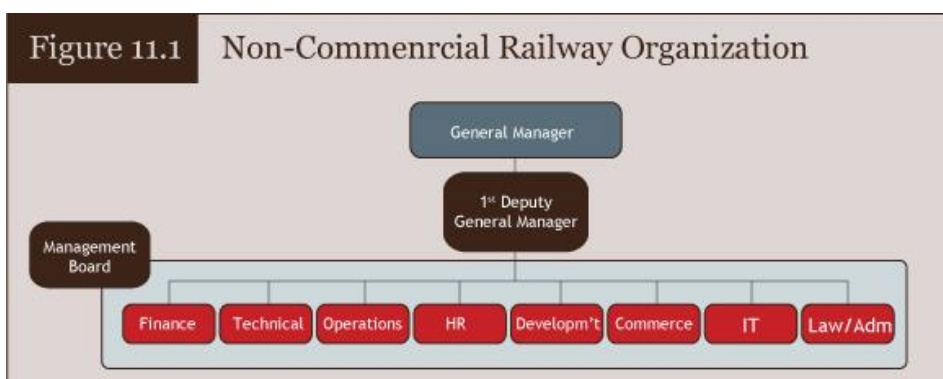 Figure 11.1 Non-Commenrcial Railway Organization
General Manager
1st Deputy
General Manager
Management
Board
Finance Technical Operations HR Developm't Commerce IT Law/Adm